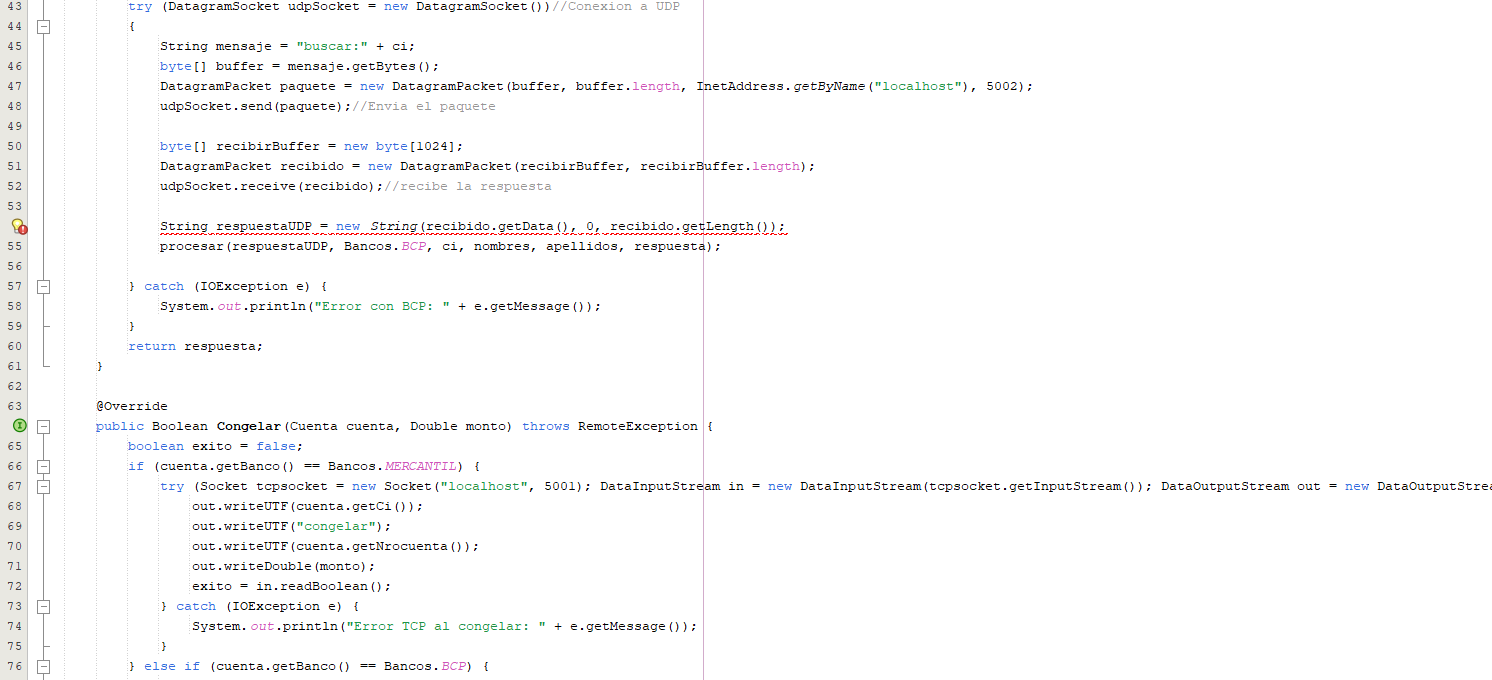 43 try (DatagramSocket udpSocket = new DatagramSocket())//Conexion a UDP
44 {
45 String mensaje = "buscar:" + ci;
46 byte[] buffer = mensaje.getBytes();
47 DatagramPacket paquete = new DatagramPacket(buffer, buffer.length, InetAddress.getByName("localhost"), 5002);
48 udpSocket.send(paquete);//Envia el paquete
49
50 byte[] recibirBuffer = new byte[1024];
51 DatagramPacket recibido = new DatagramPacket(recibirBuffer, recibirBuffer.length);
52 udpSocket.receive(recibido);//recibe la respuesta
53
String respuestaUDP = new String(recibido.getData(), 0, recibido.getLength());
55 procesar(respuestaUDP, Bancos.BCP, ci, nombres, apellidos, respuesta);
56
57 } catch (IOException e) {
58 System.out.println("Error con BCP: " + e.getMessage());
59 }
60 return respuesta;
61 }
62
63 @Override
public Boolean Congelar(Cuenta cuenta, Double monto) throws RemoteException {
65 boolean exito = false;
66 if (cuenta.getBanco() == Bancos.MERCANTIL) {
67 try (Socket tcpsocket = new Socket("localhost", 5001); DataInputStream in = new DataInputStream(tcpsocket.getInputStream()); DataOutputStream out = new DataOutputStrea
68 out.writeUTF(cuenta.getCi());
69 out.writeUTF("congelar");
70 out.writeUTF(cuenta.getNrocuenta());
71 out.writeDouble(monto);
72 exito = in.readBoolean();
73 } catch (IOException e) {
74 System.out.println("Error TCP al congelar: " + e.getMessage());
75 }
76 } else if (cuenta.getBanco() == Bancos.BCP) {